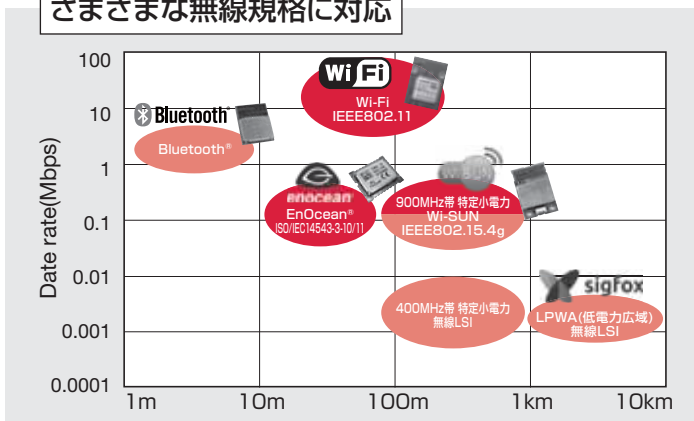 さまざまな無線規格に対応
Date rate(Mbps)
100
10
1
0.1
0.01
0.001
0.0001
1m
10m
100m
1km
10km
WiFi
Wi-Fi
IEEE802.11
Bluetooth®
Bluetooth®
enocean®
EnOcean®
ISO/IEC14543-3-10/11
Wi-SUN
900MHz帯 特定小電力
Wi-SUN
IEEE802.15.4g
400MHz帯 特定小電力
無線LSI
sigfox
LPWA(低電力広域)
無線LSI